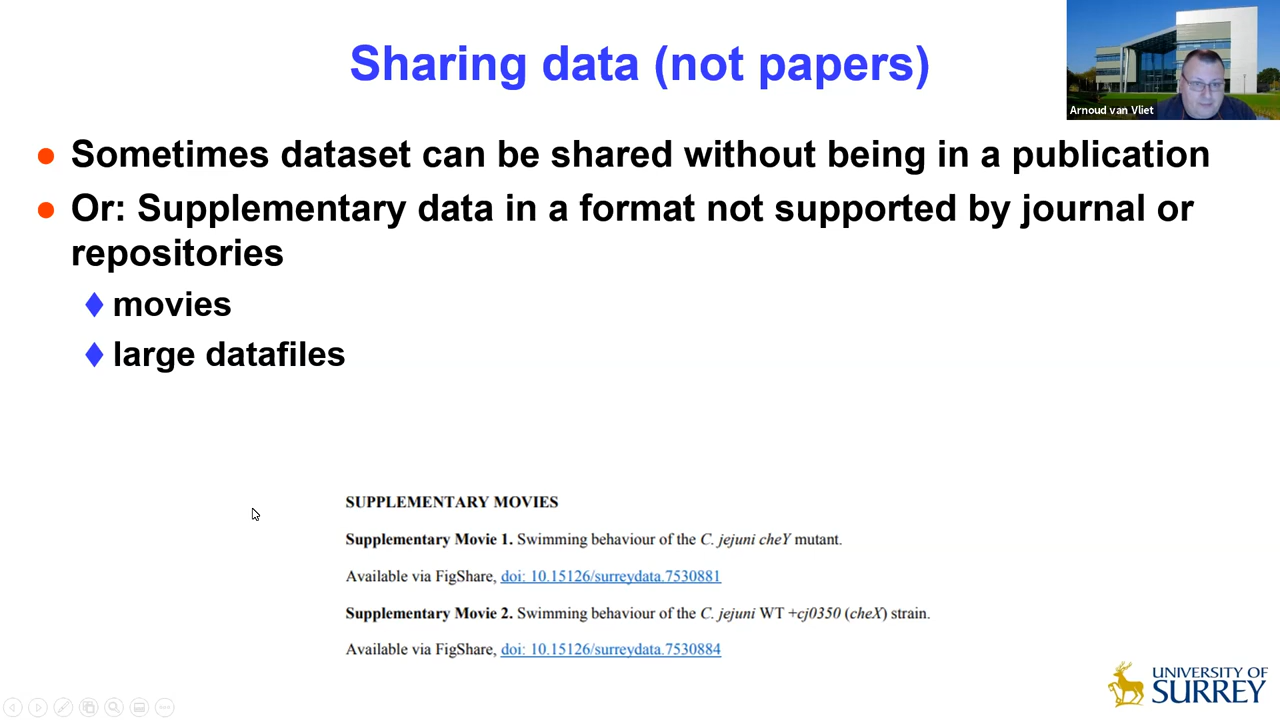 Sharing data (not papers)
Arnoud van Vliet
Sometimes dataset can be shared without being in a publication
Or: Supplementary data in a format not supported by journal or
repositories
movies
large datafiles
SUPPLEMENTARY MOVIES
Supplementary Movie 1. Swimming behaviour of the C. jejuni cheY mutant.
Available via FigShare, doi: 10.15126/surreydata.7530881
Supplementary Movie 2. Swimming behaviour of the C. jejuni WT +cj0350 (cheX) strain.
Available via FigShare, doi: 10.15126/surreydata.7530884
UNIVERSITY OF
SURREY